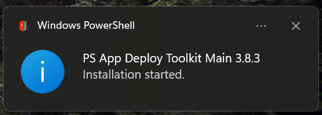 Windows PowerShell
PS App Deploy Toolkit Main 3.8.3
Installation started.